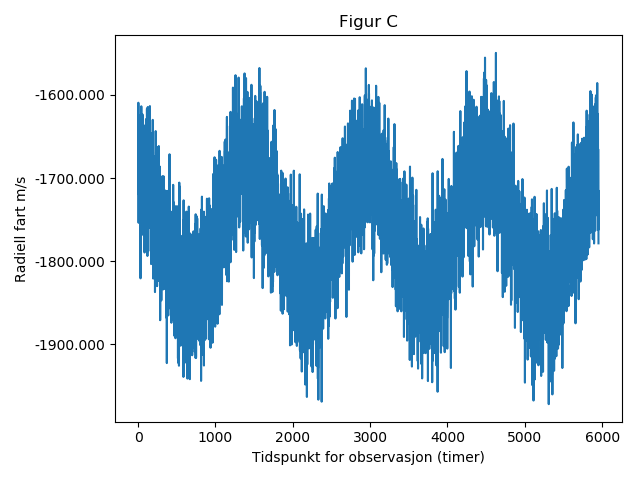 Figur C
Radiell fart m/s
-1600.000
-1700.000
-1800.000
-1900.000
0 1000 2000 3000 4000 5000 6000
Tidspunkt for observasjon (timer)